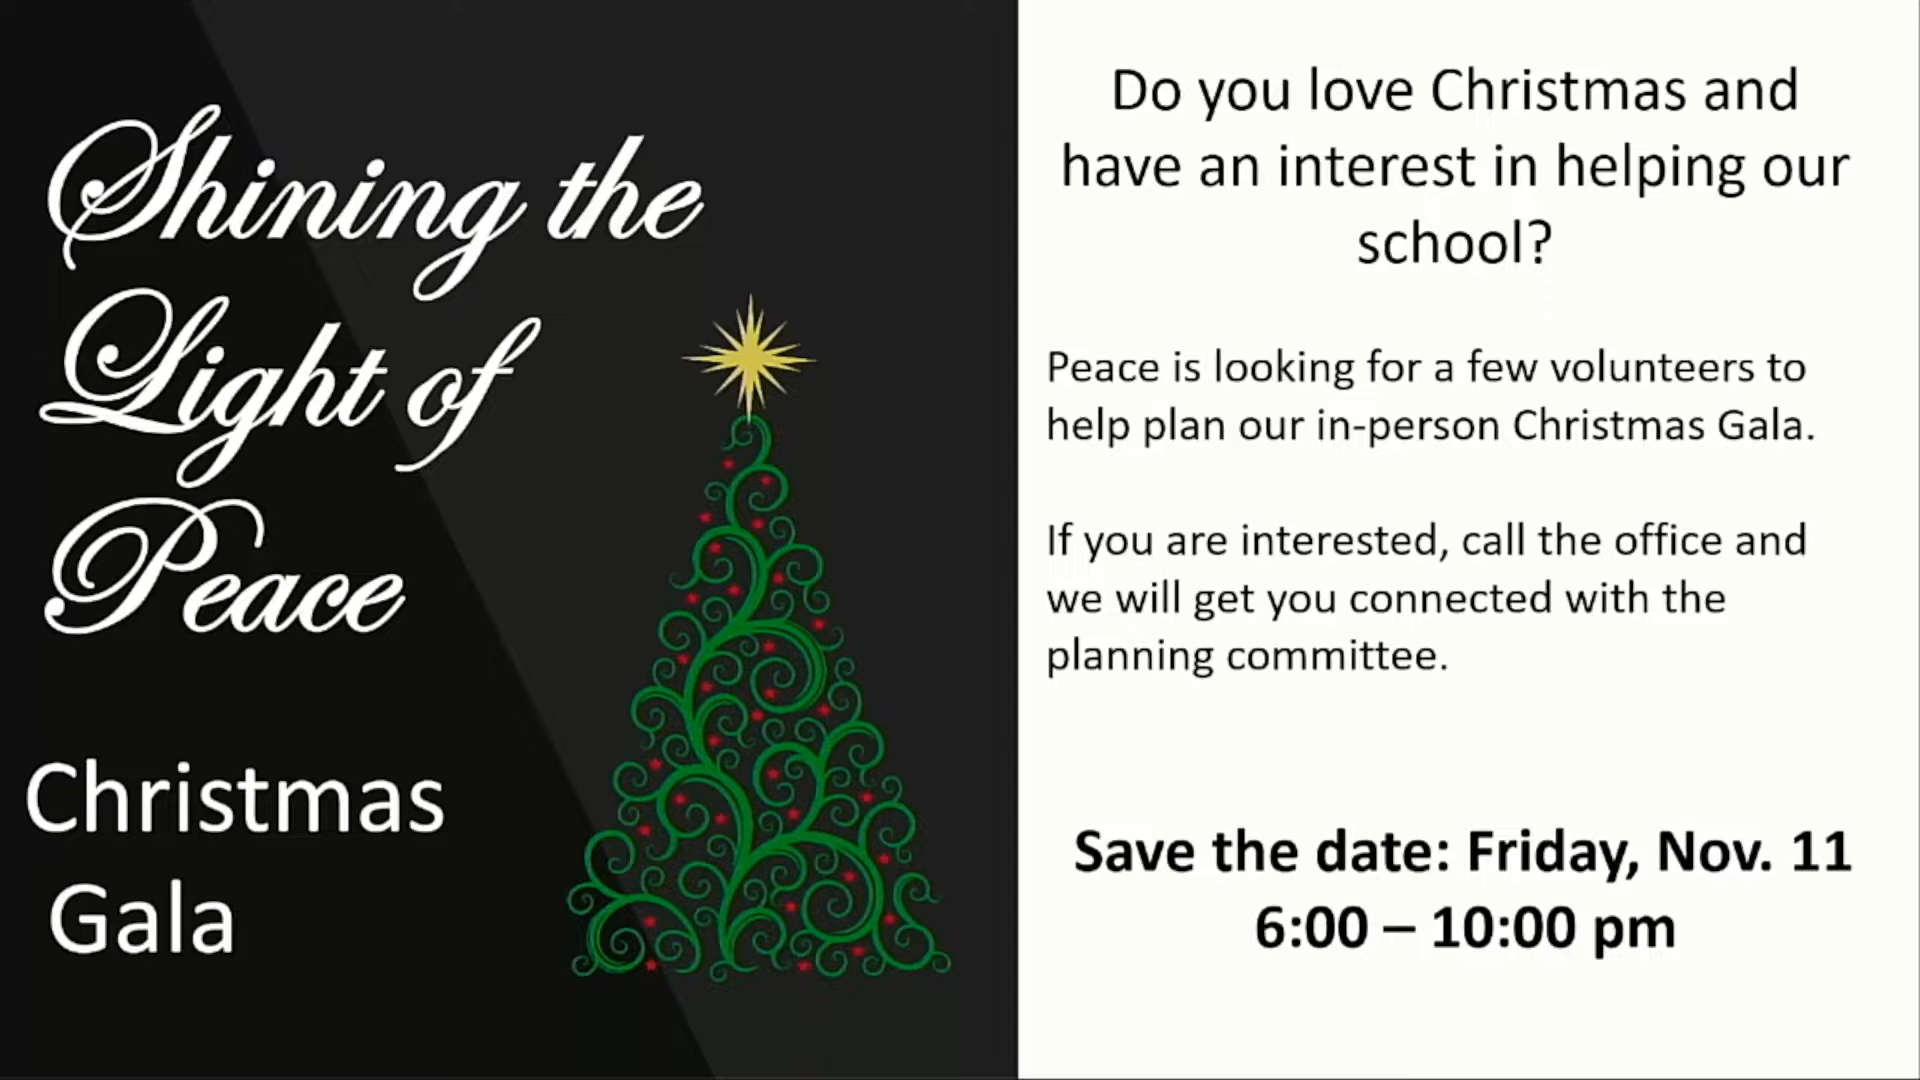 Shining the
Light of
Peace
Christmas
Gala
Do you love Christmas and
have an interest in helping our
school?
Peace is looking for a few volunteers to
help plan our in-person Christmas Gala.
If you are interested, call the office and
we will get you connected with the
planning committee.
Save the date: Friday, Nov. 11
6:00 – 10:00 pm